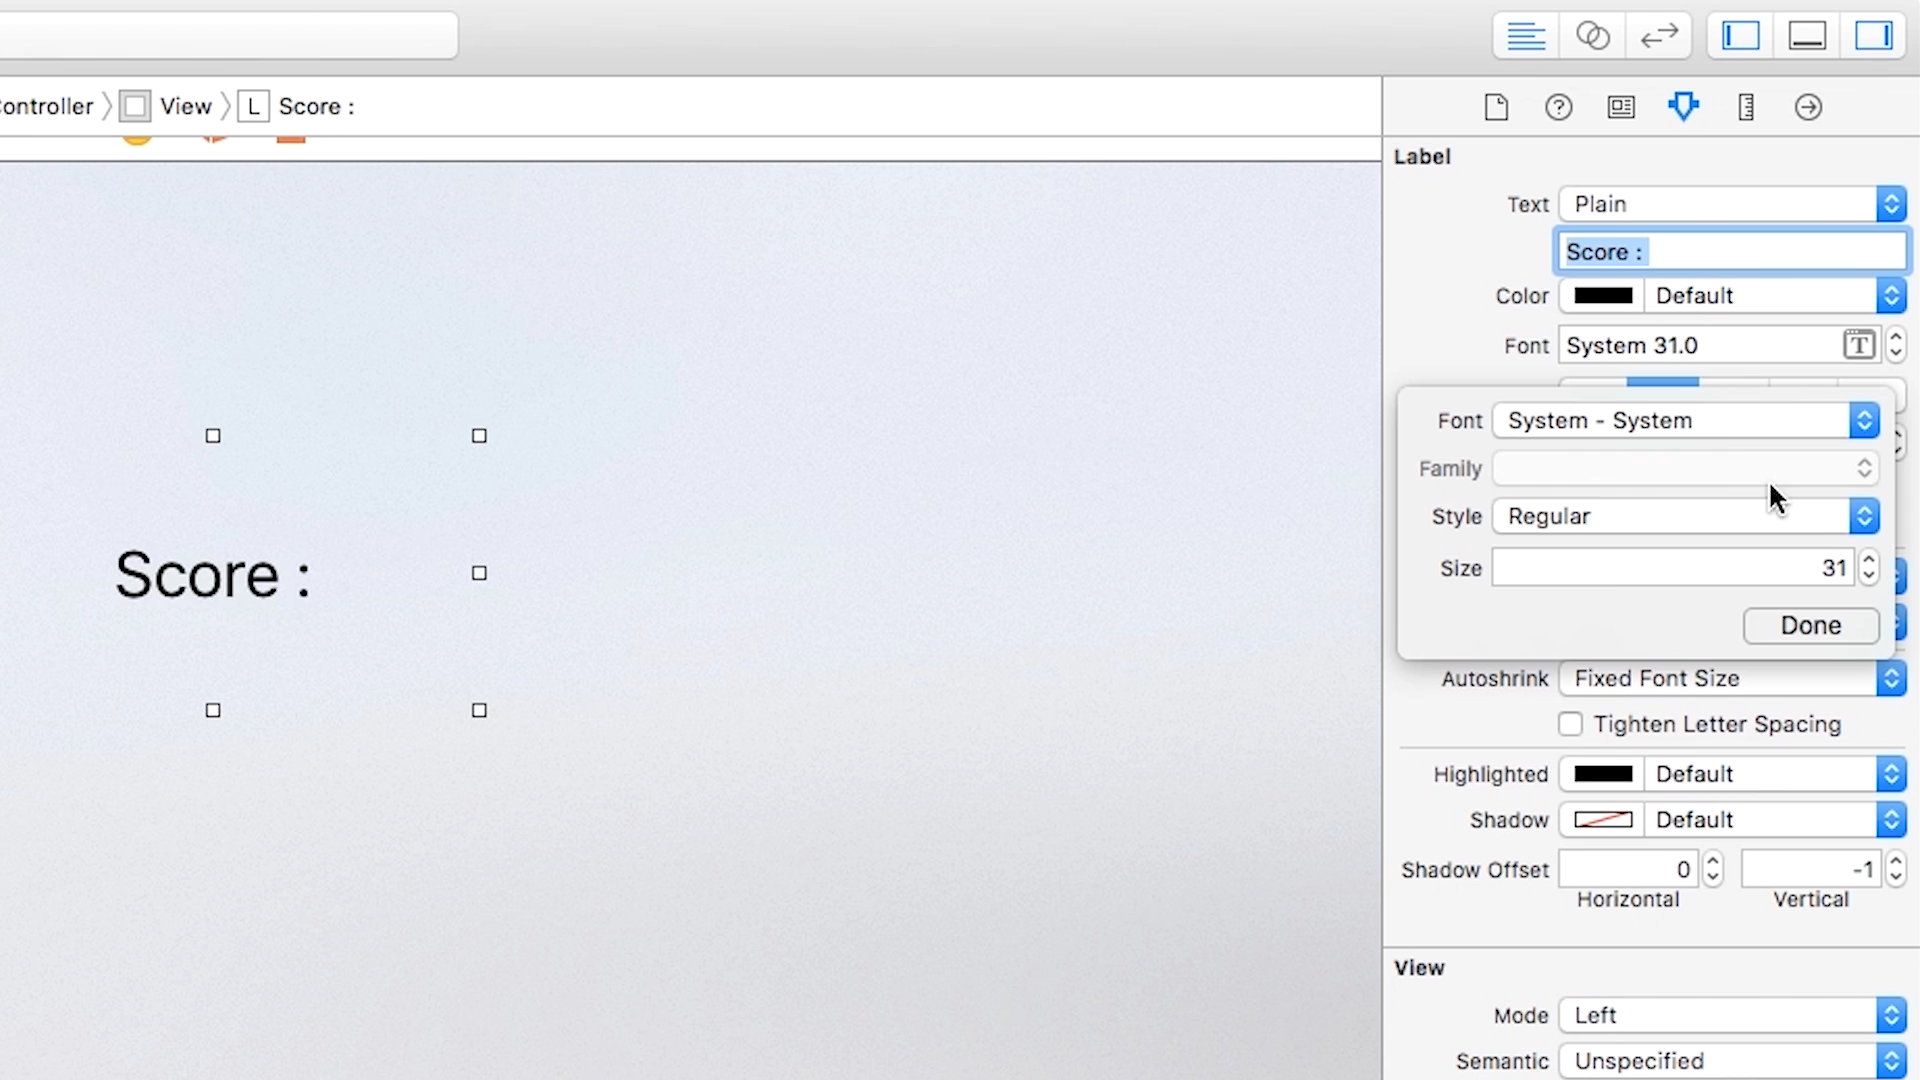 ontroller
View
L
Score :
Label
Text
Plain
Score :
Color
Default
Font
System 31.0
T
Font
System - System
Family
Style
Regular
Size
31
Done
Score :
Autoshrink
Fixed Font Size
Tighten Letter Spacing
Highlighted
Default
Shadow
Default
Shadow Offset
0
-1
Horizontal
Vertical
View
Mode
Left
Semantic
Unspecified